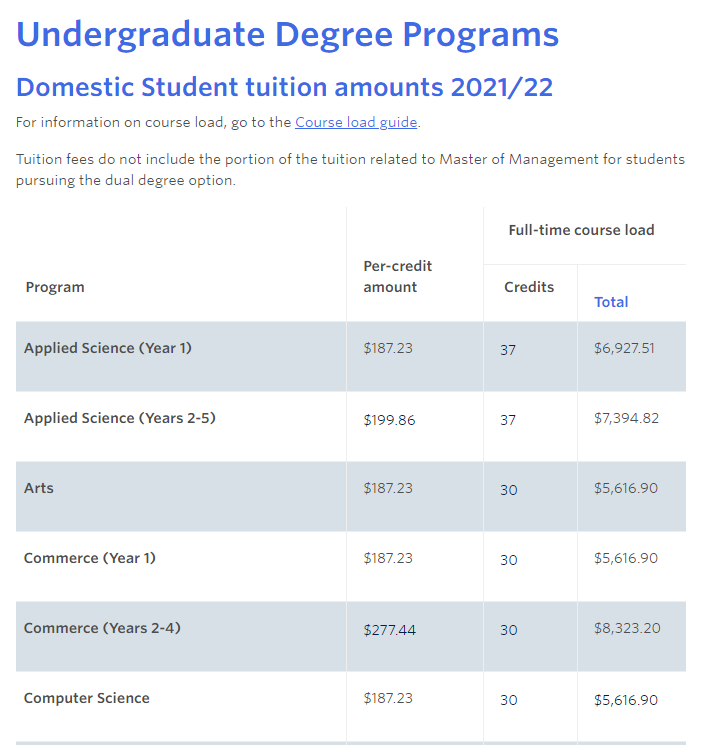 Undergraduate Degree Programs
Domestic Student tuition amounts 2021/22
For information on course load, go to the Course load guide.
Tuition fees do not include the portion of the tuition related to Master of Management for students
pursuing the dual degree option.
Full-time course load
Program Per-credit amount Credits Total
Applied Science (Year 1) $187.23 37 $6,927.51
Applied Science (Years 2-5) $199.86 37 $7,394.82
Arts $187.23 30 $5,616.90
Commerce (Year 1) $187.23 30 $5,616.90
Commerce (Years 2-4) $277.44 30 $8,323.20
Computer Science $187.23 30 $5,616.90